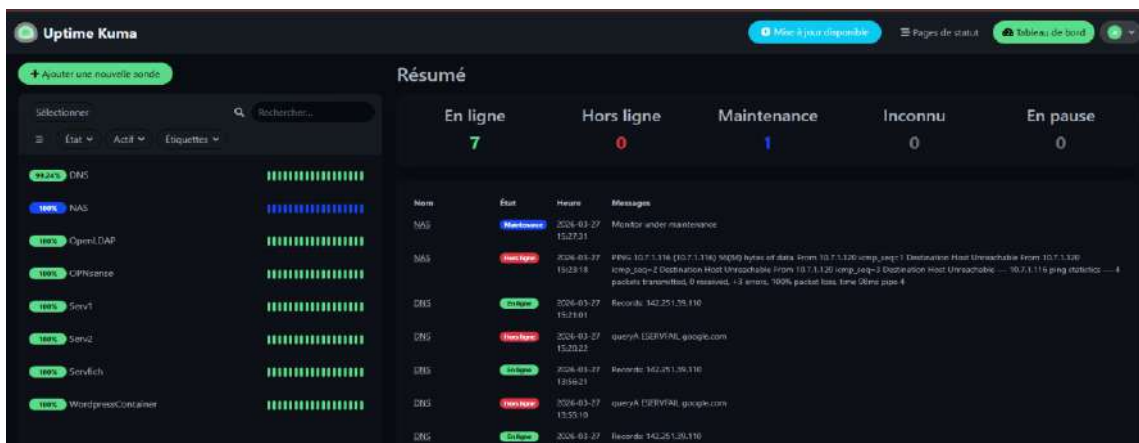 Uptime Kuma
Mise à jour disponible
Pages de statut
Tableau de bord
+ Ajouter une nouvelle sonde
Sélectionner
Rechercher...
État
Actif
Étiquettes
99.24% DNS
100% NAS
100% OpenLDAP
100% OPNsense
100% Serv1
100% Serv2
100% Servfich
100% WordpressContainer
Résumé
En ligne Hors ligne Maintenance Inconnu En pause
7 0 1 0 0
Nom État Heure Messages
NAS Maintenance 2026-03-27 Monitor under maintenance
15:27:31
NAS Hors ligne 2026-03-27 PING 10.7.1.116 (10.7.1.116) 56(84) bytes of data. From 10.7.1.120 icmp_seq=1 Destination Host Unreachable From 10.7.1.120
15:23:18 icmp_seq=2 Destination Host Unreachable From 10.7.1.120 icmp_seq=3 Destination Host Unreachable --- 10.7.1.116 ping statistics --- 4
packets transmitted, 0 received, +3 errors, 100% packet loss, time pipe 4
DNS En ligne 2026-03-27 Records: 142.251.39.110
15:21:01
DNS Hors ligne 2026-03-27 queryA ESERVFAIL google.com
15:20:22
DNS En ligne 2026-03-27 Records: 142.251.39.110
13:56:21
DNS Hors ligne 2026-03-27 queryA ESERVFAIL google.com
13:55:10
DNS En ligne 2026-03-27 Records: 142.251.39.110